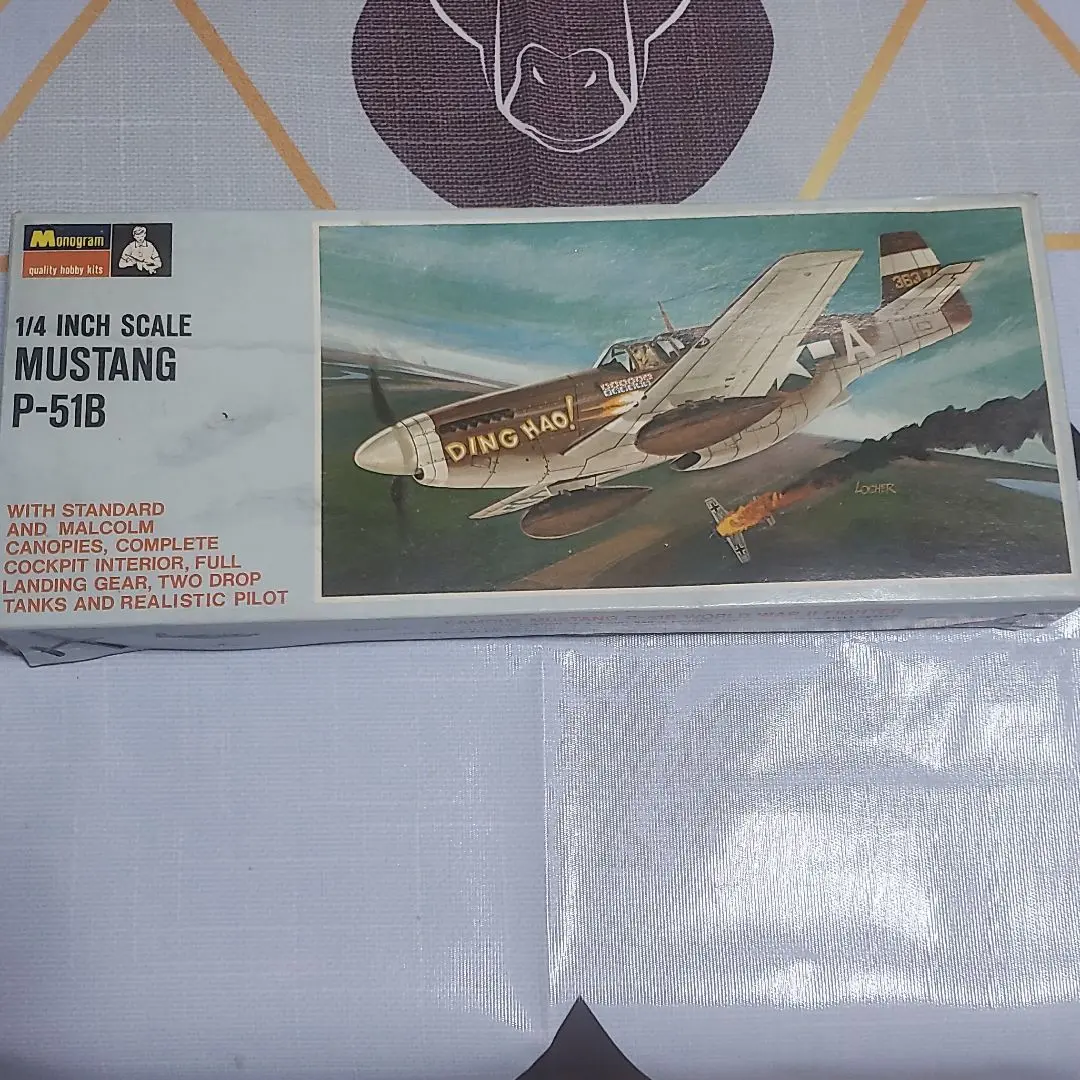 Monogram
quality hobby kits
1/4 INCH SCALE
MUSTANG
P-51B
WITH STANDARD
AND MALCOLM
CANOPIES, COMPLETE
COCKPIT INTERIOR, FULL
LANDING GEAR, TWO DROP
TANKS AND REALISTIC PILOT
DING HAO!
A
LOCHER